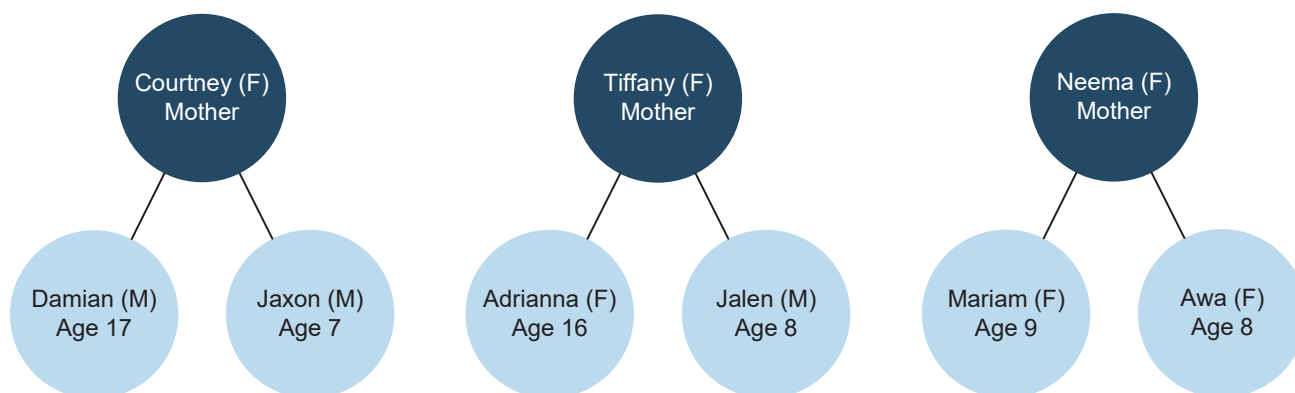 Courtney (F)
Mother
Tiffany (F)
Mother
Neema (F)
Mother
Damian (M)
Age 17
Jaxon (M)
Age 7
Adrianna (F)
Age 16
Jalen (M)
Age 8
Mariam (F)
Age 9
Awa (F)
Age 8